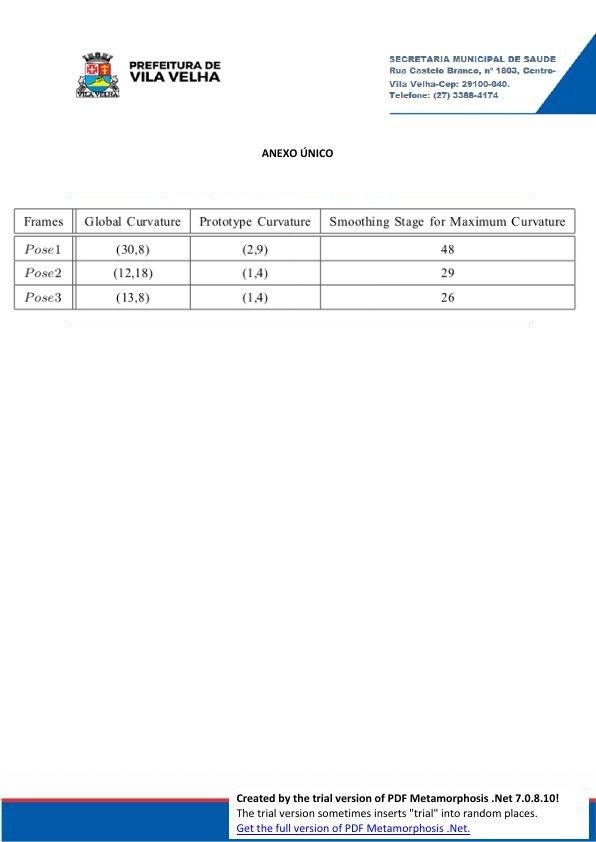 PREFEITURA DE
VILA VELHA
VILA VELHA
SECRETARIA MUNICIPAL DE SAUDE
Rua Castelo Branco, nº 1803, Centro-
Vila Velha-Cep: 29100-040.
Telefone: (27) 3388-4174
ANEXO ÚNICO
Frames Global Curvature Prototype Curvature Smoothing Stage for Maximum Curvature
Pose1 (30,8) (2,9) 48
Pose2 (12,18) (1,4) 29
Pose3 (13,8) (1,4) 26
Created by the trial version of PDF Metamorphosis .Net 7.0.8.10!
The trial version sometimes inserts "trial" into random places.
Get the full version of PDF Metamorphosis .Net.